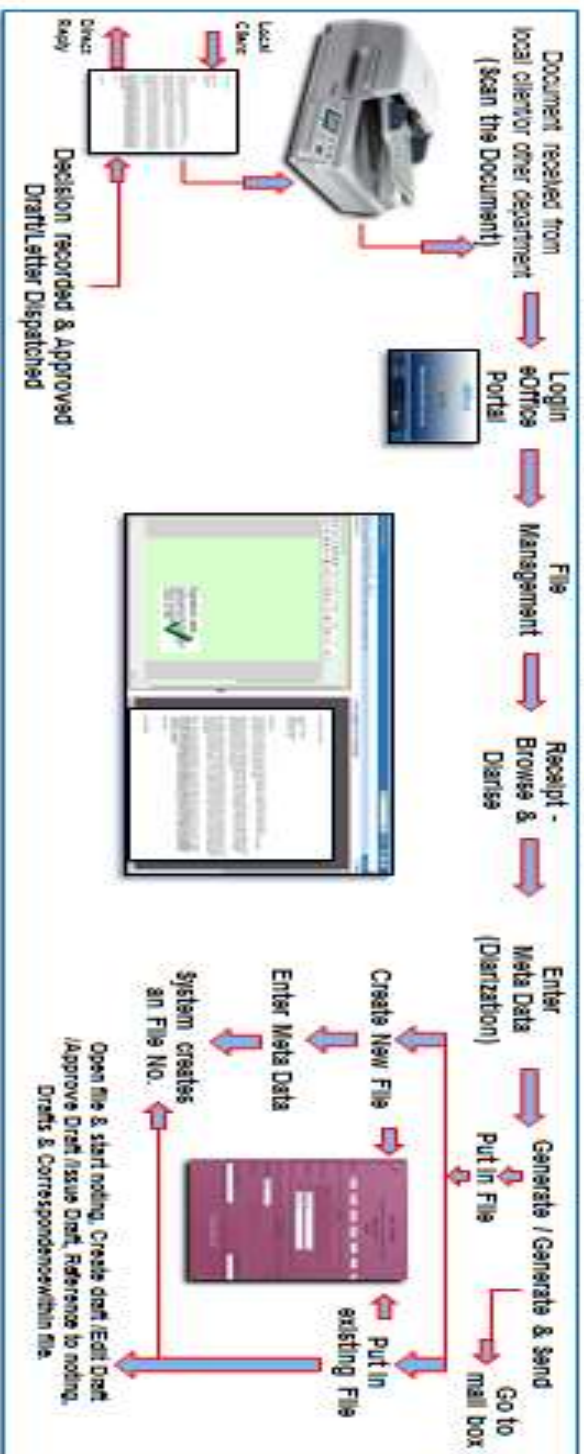 Document received from
local client/or other department
(Scan the Document)
Login
eOffice
Portal
File
Management
Receipt -
Browse &
Diarise
Enter
Meta Data
(Diarization)
Generate / Generate & Send
Put in File
Go to
mail box
Local
Client
Direct
Reply
Decision recorded & Approved
Draft/Letter Dispatched
Create New File
Enter Meta Data
System creates
an File No.
Put in
existing File
Open file & start noting, Create draft /Edit Draft
/Approve Draft /Issue Draft, Reference to noting,
Drafts & Correspondencewithin file.